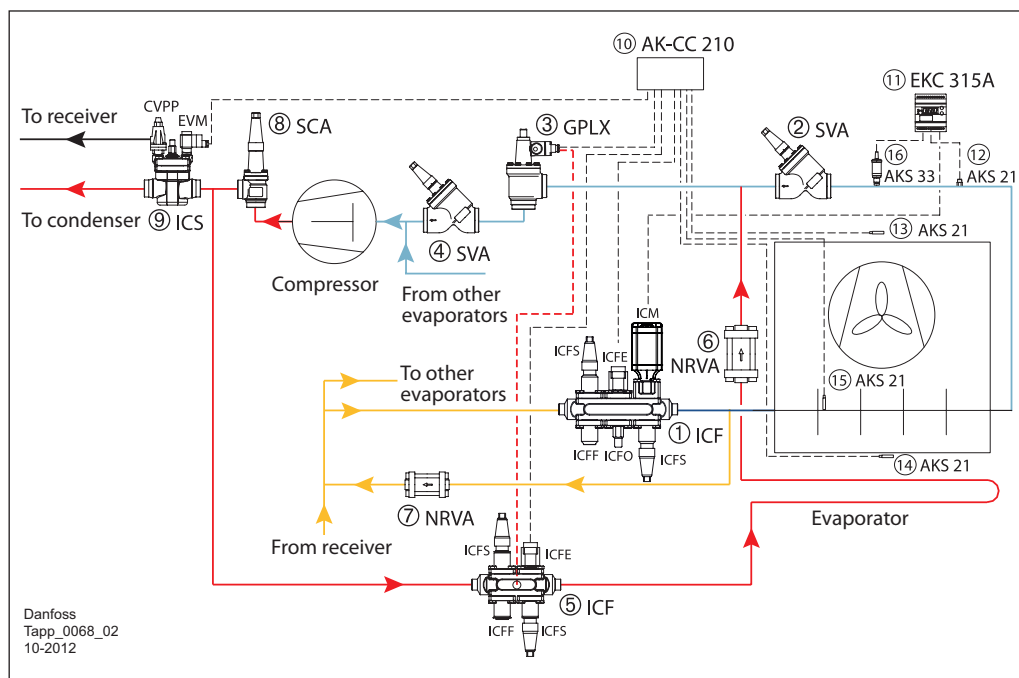 ⑩ AK-CC 210
⑪ EKC 315A
CVPP
EVM
To receiver
⑧ SCA
③ GPLX
② SVA
⑯
AKS 33
⑫
AKS 21
To condenser
⑨ ICS
④ SVA
⑬ AKS 21
Compressor
From other
evaporators
ICM
ICFS
ICFE
⑥
NRVA
To other
evaporators
⑮ AKS 21
① ICF
ICFF
ICFO
ICFS
⑭ AKS 21
⑦ NRVA
Evaporator
From receiver
ICFS
ICFE
⑤ ICF
ICFF
ICFS
Danfoss
Tapp_0068_02
10-2012